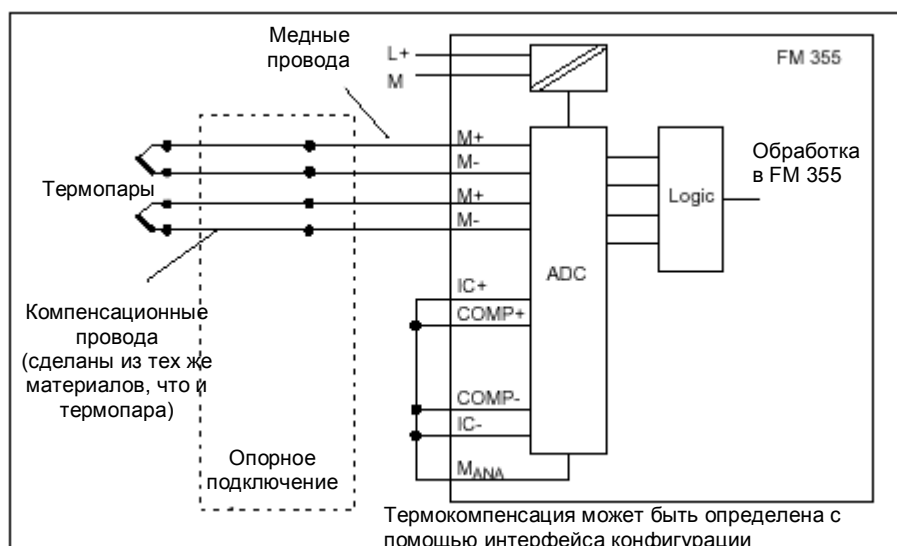 Медные
провода
L+
M
FM 355
M+
M-
M+
M-
Термопары
Обработка
в FM 355
Logic
ADC
IC+
COMP+
Компенсационные
провода
(сделаны из тех же
материалов, что и
термопара)
COMP-
IC-
MANA
Опорное
подключение
Термокомпенсация может быть определена с
помощью интерфейса конфигурации